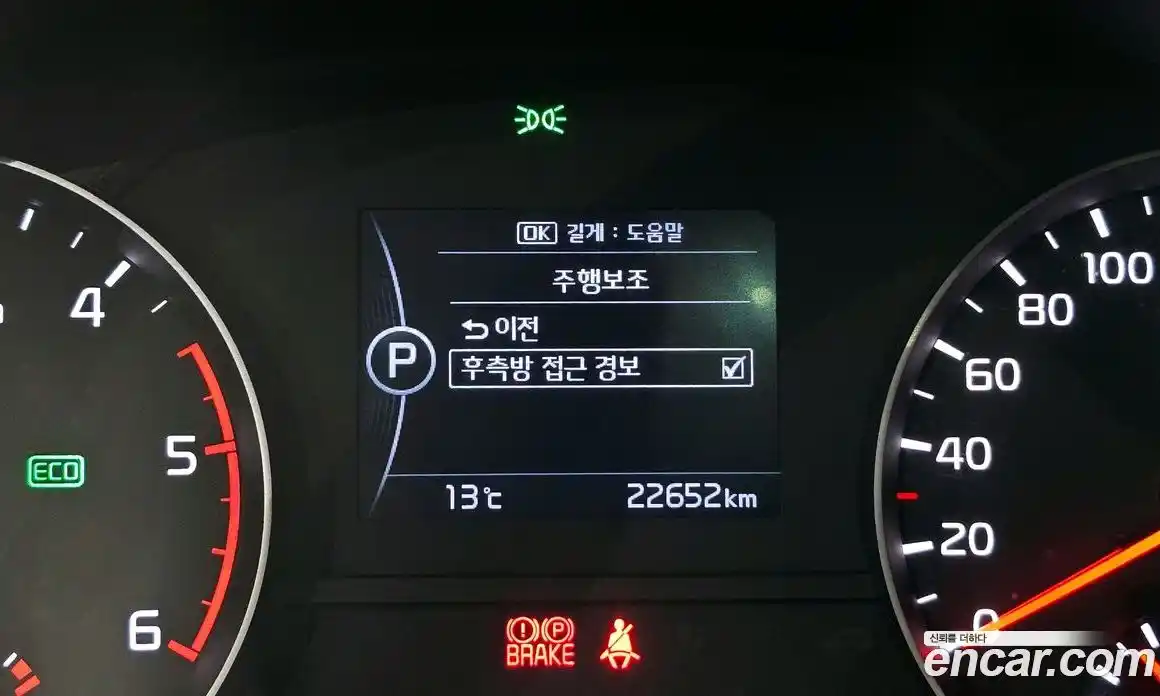 OK 길게 : 도움말
주행보조
이전
P
후측방 접근 경보
13℃
22652km
4
5
6
ECO
100
80
60
40
20
0
P
BRAKE
신뢰를 더하다
encar.com